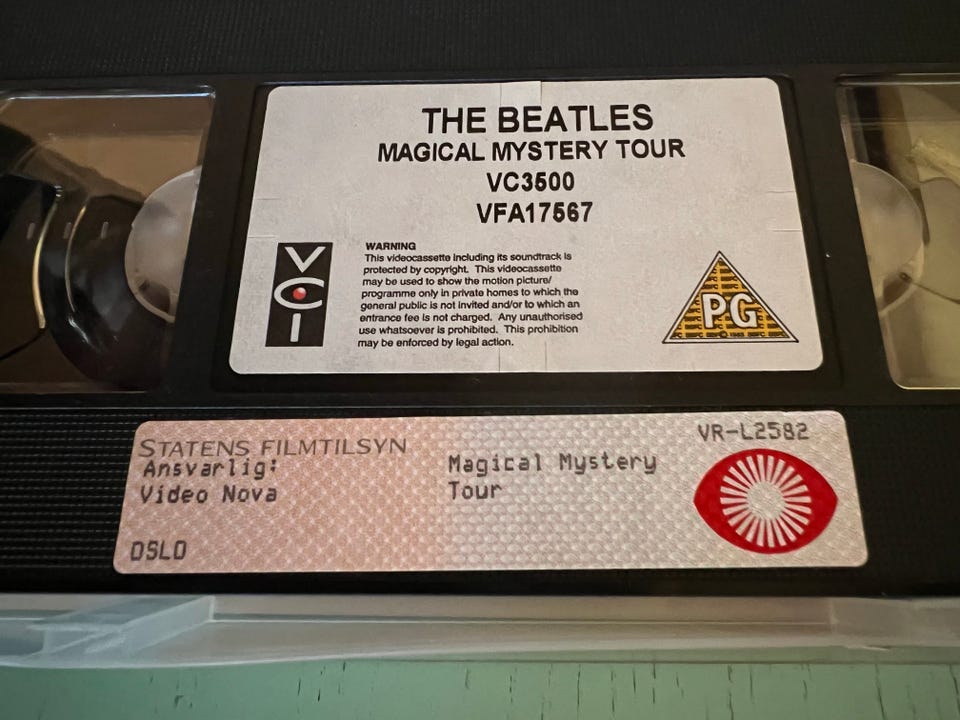 THE BEATLES
MAGICAL MYSTERY TOUR
VC3500
VFA17567
VCI
WARNING
This videocassette including its soundtrack is
protected by copyright. This videocassette
may be used to show the motion picture/
programme only in private homes to which the
general public is not invited and/or to which an
entrance fee is not charged. Any unauthorised
use whatsoever is prohibited. This prohibition
may be enforced by legal action.
PG
STATENS FILMTILSYN
Ansvarlig:
Video Nova
OSLO
Magical Mystery
Tour
VR-L2582